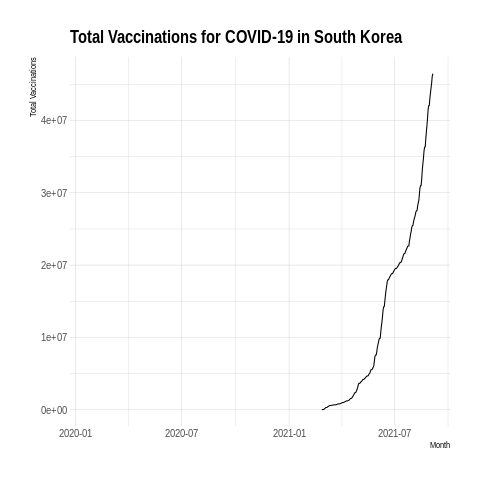 Total Vaccinations for COVID-19 in South Korea
Total Vaccinations
4e+07
3e+07
2e+07
1e+07
0e+00
2020-01 2020-07 2021-01 2021-07
Month